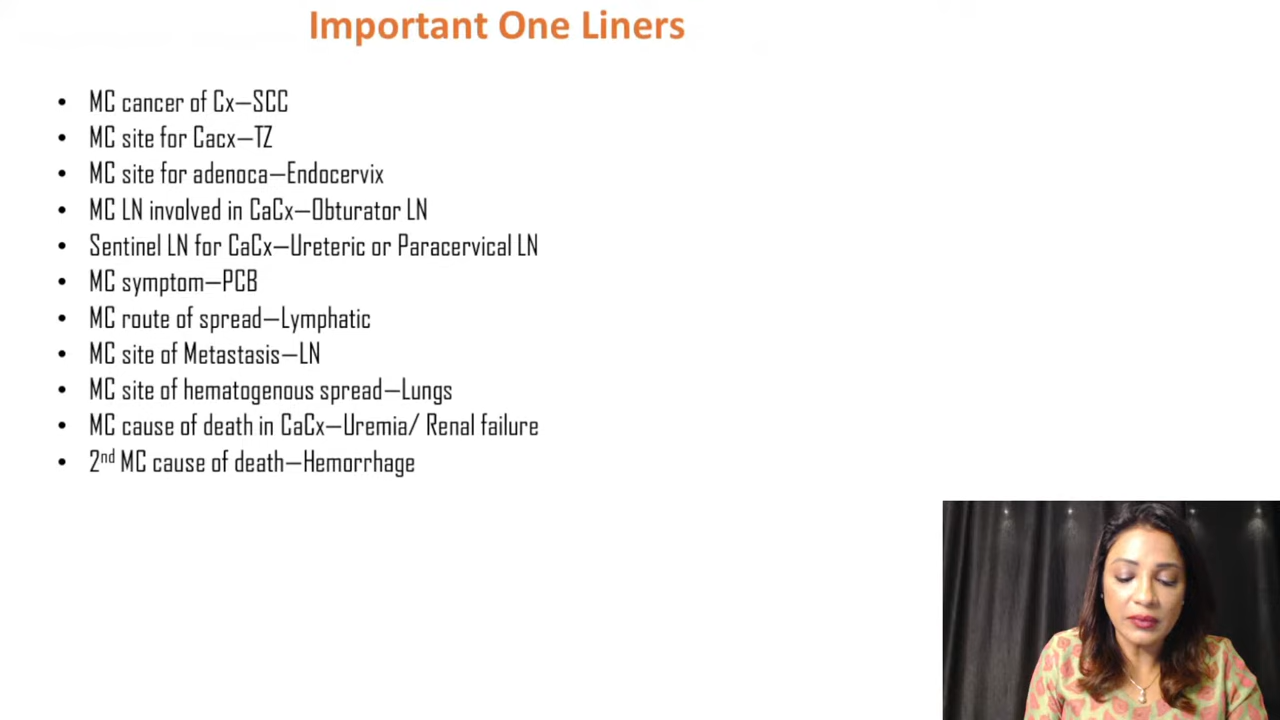 Important One Liners
• MC cancer of Cx—SCC
• MC site for Cacx—TZ
• MC site for adenoca—Endocervix
• MC LN involved in CaCx—Obturator LN
• Sentinel LN for CaCx—Ureteric or Paracervical LN
• MC symptom—PCB
• MC route of spread—Lymphatic
• MC site of Metastasis—LN
• MC site of hematogenous spread—Lungs
• MC cause of death in CaCx—Uremia/ Renal failure
• 2nd MC cause of death—Hemorrhage